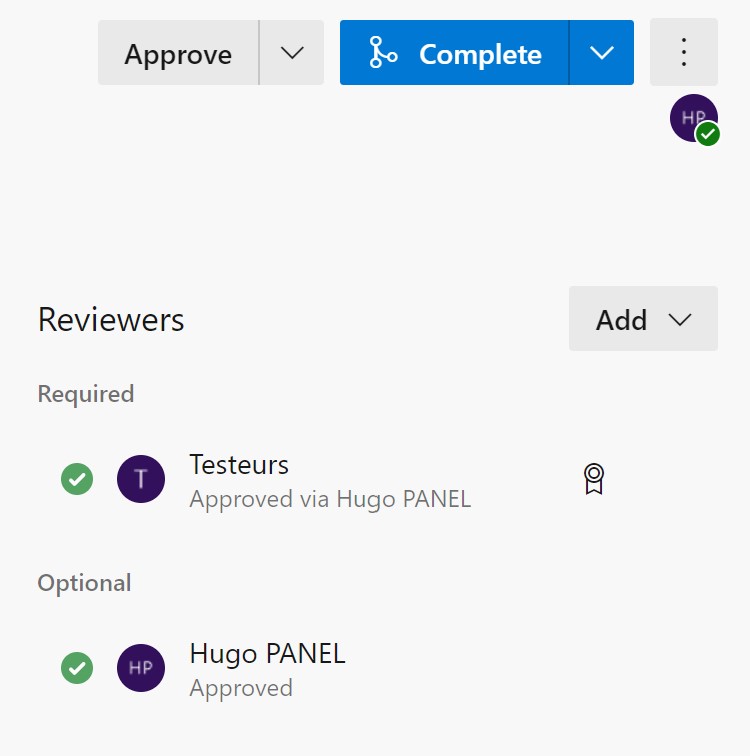 Approve
Complete
HP
Reviewers
Add
Required
T
Testeurs
Approved via Hugo PANEL
Optional
HP
Hugo PANEL
Approved